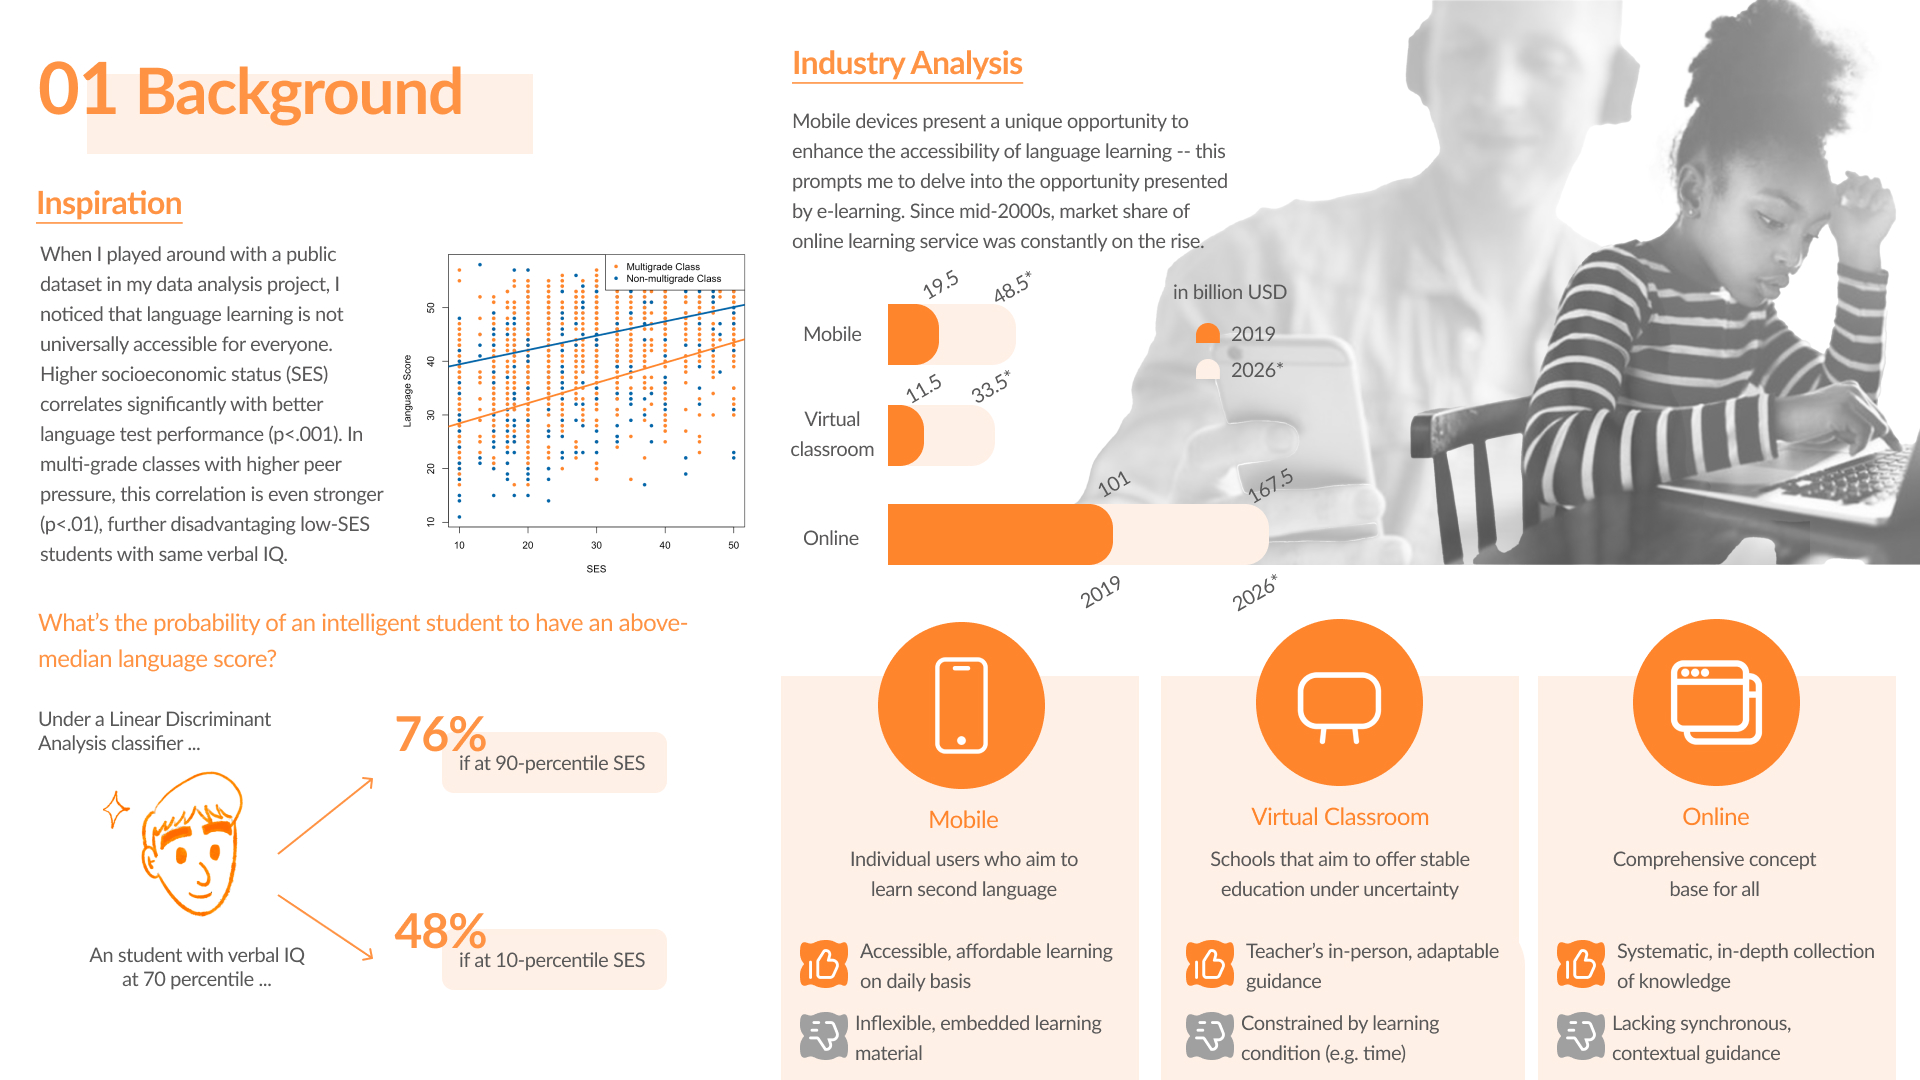 01 Background
Inspiration
When I played around with a public
dataset in my data analysis project, I
noticed that language learning is not
universally accessible for everyone.
Higher socioeconomic status (SES)
correlates significantly with better
language test performance (p<.001). In
multi-grade classes with higher peer
pressure, this correlation is even stronger
(p<.01), further disadvantaging low-SES
students with same verbal IQ.
Multigrade Class
Non-multigrade Class
Language Score
50
40
30
20
10
10 20 30 40 50
SES
What's the probability of an intelligent student to have an above-
median language score?
Under a Linear Discriminant
Analysis classifier ...
76%
if at 90-percentile SES
48%
if at 10-percentile SES
An student with verbal IQ
at 70 percentile ...
Industry Analysis
Mobile devices present a unique opportunity to
enhance the accessibility of language learning -- this
prompts me to delve into the opportunity presented
by e-learning. Since mid-2000s, market share of
online learning service was constantly on the rise.
in billion USD
2019
2026*
19.5 48.5*
Mobile
11.5 33.5*
Virtual
classroom
101 167.5
Online
2019 2026*
Mobile
Individual users who aim to
learn second language
Accessible, affordable learning
on daily basis
Inflexible, embedded learning
material
Virtual Classroom
Schools that aim to offer stable
education under uncertainty
Teacher's in-person, adaptable
guidance
Constrained by learning
condition (e.g. time)
Online
Comprehensive concept
base for all
Systematic, in-depth collection
of knowledge
Lacking synchronous,
contextual guidance